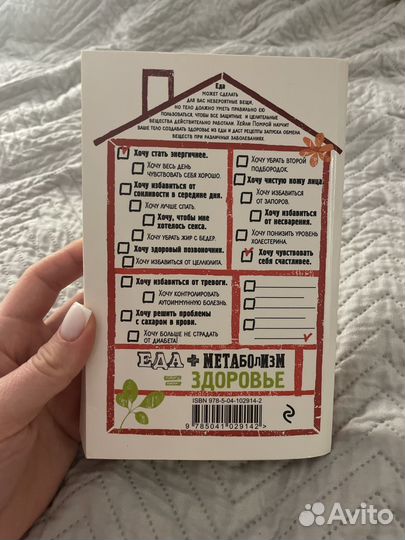 Еда
может сделать
для вас невероятные вещи,
но тело должно уметь правильно ею
пользоваться, чтобы все защитные и целительные
вещества действительно работали. Хейли Помрой научит
ваше тело создавать здоровье из еды и даст рецепты запуска обмена
веществ при различных заболеваниях.
Хочу стать энергичнее.
Хочу весь день
чувствовать себя хорошо.
Хочу избавиться от
сонливости в середине дня.
Хочу лучше спать.
Хочу, чтобы мне
хотелось секса.
Хочу убрать жир с бедер.
Хочу здоровый позвоночник.
Хочу избавиться от целлюлита.
Хочу убрать второй
подбородок.
Хочу чистую кожу лица.
Хочу избавиться
от запоров.
Хочу избавиться
от несварения.
Хочу понизить уровень
холестерина.
Хочу чувствовать
себя счастливее.
Хочу избавиться от тревоги.
Хочу контролировать
аутоиммунную болезнь.
Хочу решить проблемы
с сахаром в крови.
Хочу больше не страдать
от диабета!
ЕДА + МЕТАБОЛИЗМ
= ЗДОРОВЬЕ
ISBN 978-5-04-102914-2
9 785041 029142 >
Avito